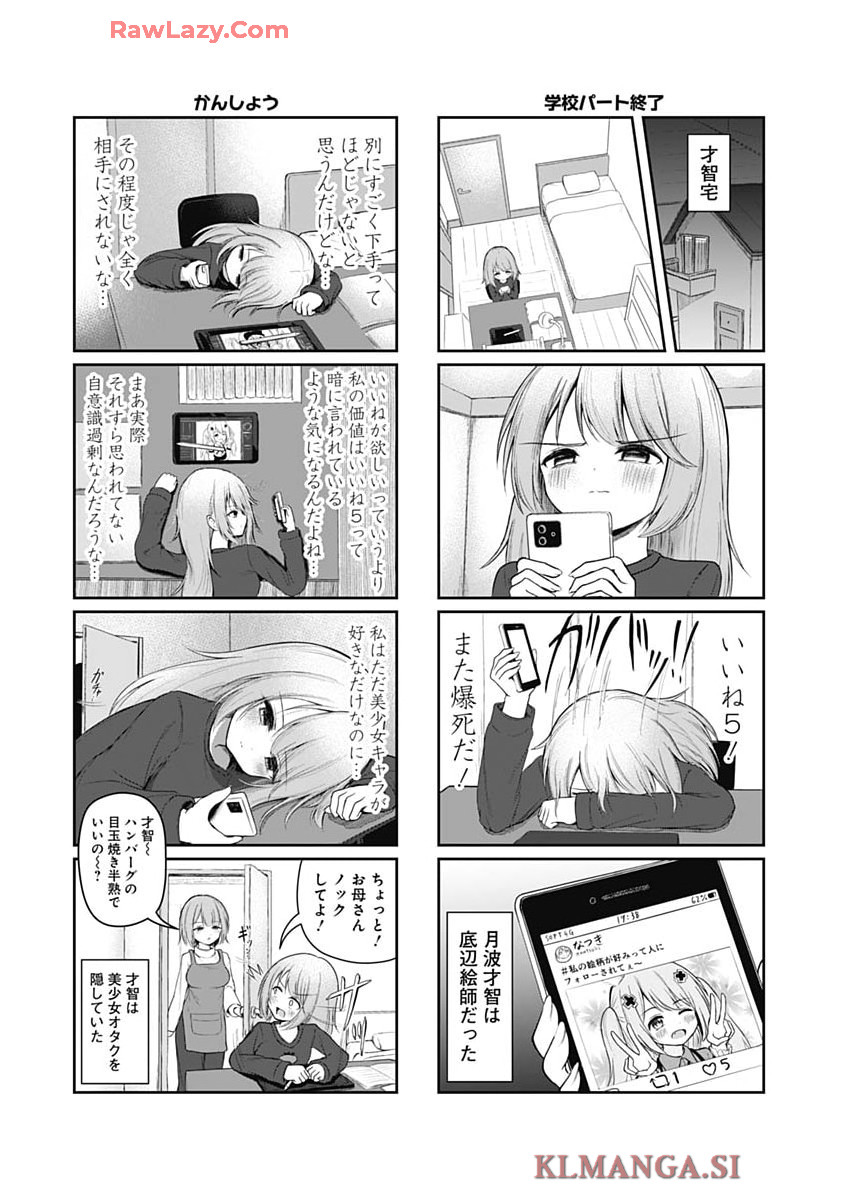 RawLazy.Com
学校パート終了
才智宅
いいね5!
また爆死だ!
SOFT4G
17:38
62%
なつき
#私の絵柄が好みって人に
フォローされてぇ〜
1
5
月波才智は
底辺絵師だった
かんしょう
別にすごく下手って
ほどじゃないと
思うんだけどな…
その程度じゃ全く
相手にされないな…
いいねが欲しいっていうより
私の価値はいいね5って
暗に言われている
ような気になるんだよね…
まあ実際
それすら思われてない
自意識過剰なんだろうな…
私はただ美少女キャラが
好きなだけなのに…
ガチャ
ちょっと!
お母さん
ノック
してよ!
才智〜
ハンバーグの
目玉焼き半熟で
いいの〜?
才智は
美少女オタクを
隠していた
KLMANGA.SI